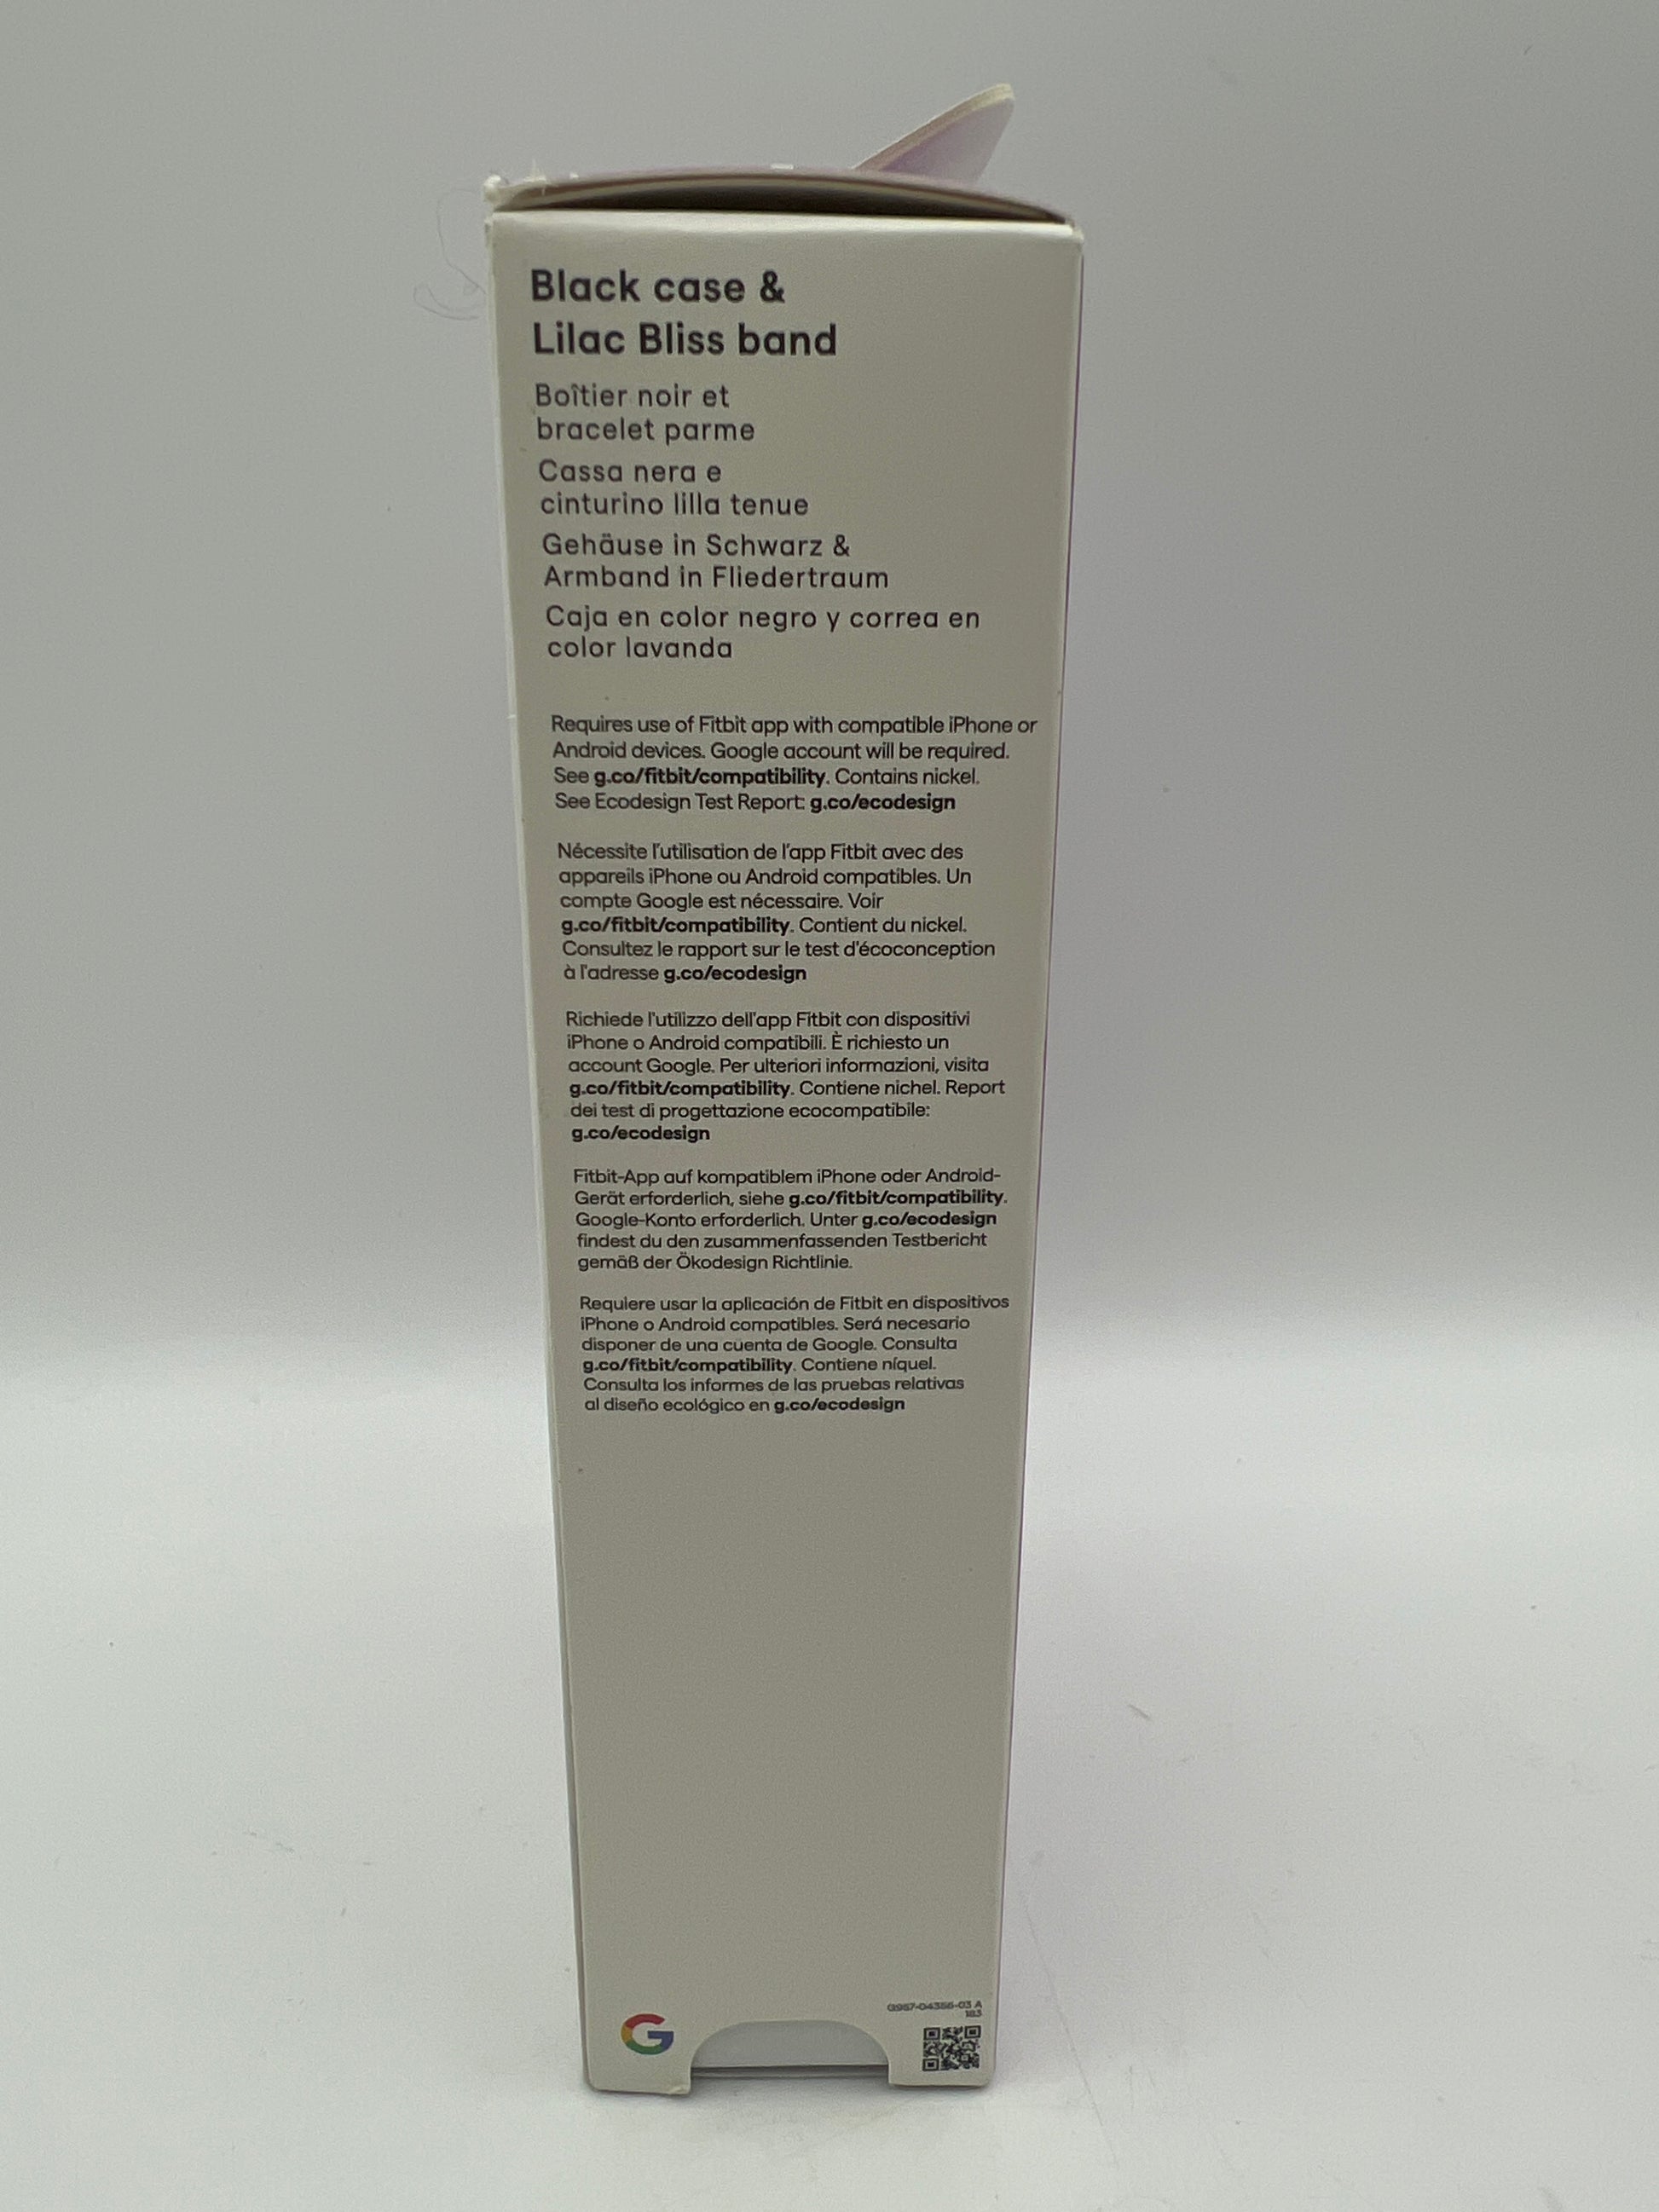 Black case &
Lilac Bliss band
Boîtier noir et
bracelet parme
Cassa nera e
cinturino lilla tenue
Gehäuse in Schwarz &
Armband in Fliedertraum
Caja en color negro y correa en
color lavanda
Requires use of Fitbit app with compatible iPhone or
Android devices. Google account will be required.
See g.co/fitbit/compatibility. Contains nickel.
See Ecodesign Test Report: g.co/ecodesign
Nécessite l'utilisation de l'app Fitbit avec des
appareils iPhone ou Android compatibles. Un
compte Google est nécessaire. Voir
g.co/fitbit/compatibility. Contient du nickel.
Consultez le rapport sur le test d'écoconception
à l'adresse g.co/ecodesign
Richiede l'utilizzo dell'app Fitbit con dispositivi
iPhone o Android compatibili. È richiesto un
account Google. Per ulteriori informazioni, visita
g.co/fitbit/compatibility. Contiene nichel. Report
dei test di progettazione ecocompatibile:
g.co/ecodesign
Fitbit-App auf kompatiblem iPhone oder Android-
Gerät erforderlich, siehe g.co/fitbit/compatibility.
Google-Konto erforderlich. Unter g.co/ecodesign
findest du den zusammenfassenden Testbericht
gemäß der Ökodesign Richtlinie.
Requiere usar la aplicación de Fitbit en dispositivos
iPhone o Android compatibles. Será necesario
disponer de una cuenta de Google. Consulta
g.co/fitbit/compatibility. Contiene níquel.
Consulta los informes de las pruebas relativas
al diseño ecológico en g.co/ecodesign
G